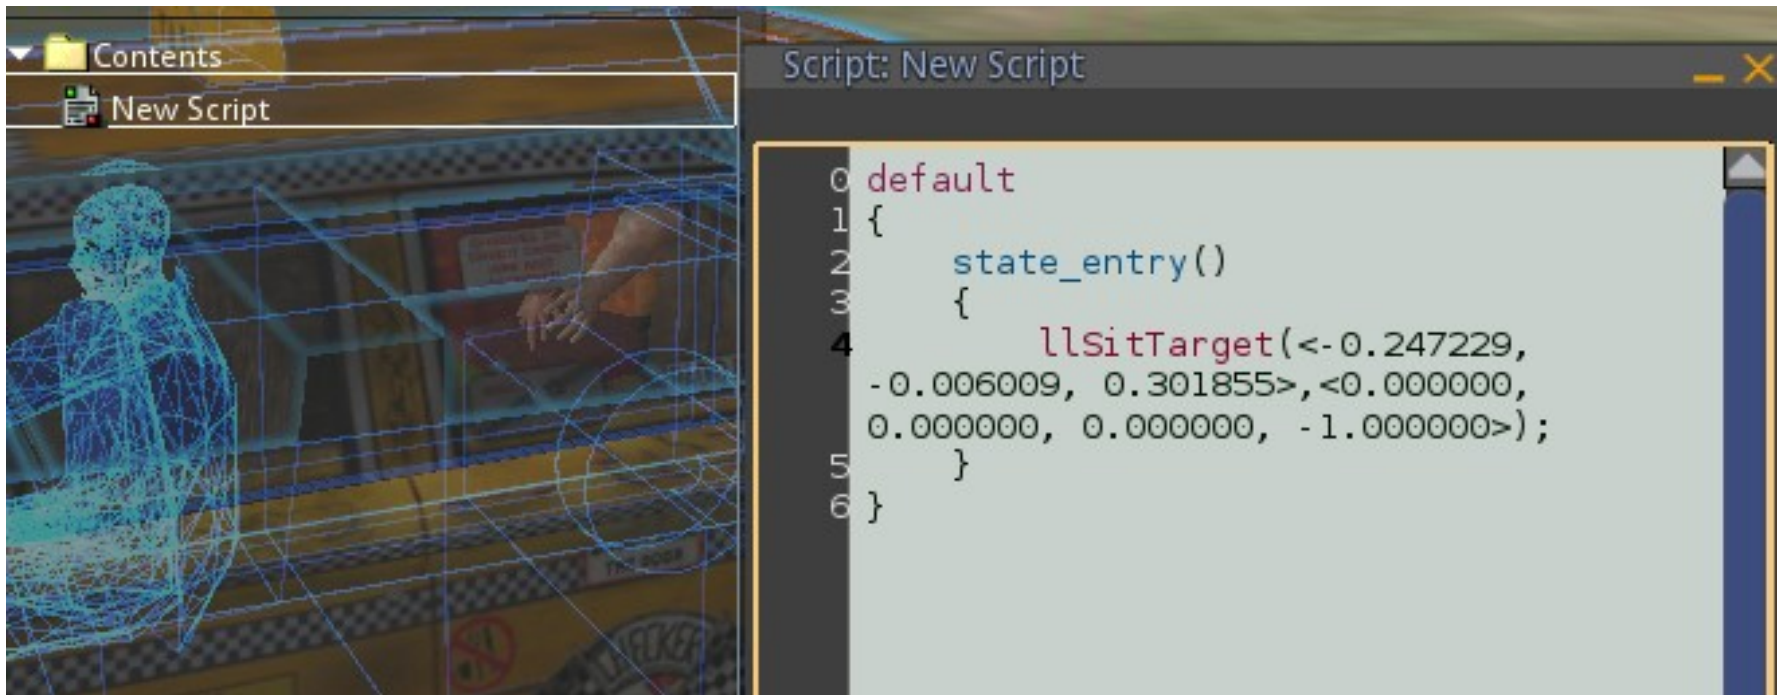 Contents
New Script
Script: New Script
0 default
1 {
2 state_entry()
3 {
4 llSitTarget(<-0.247229,
-0.006009, 0.301855>,<0.000000,
0.000000, 0.000000, -1.000000>);
5 }
6 }